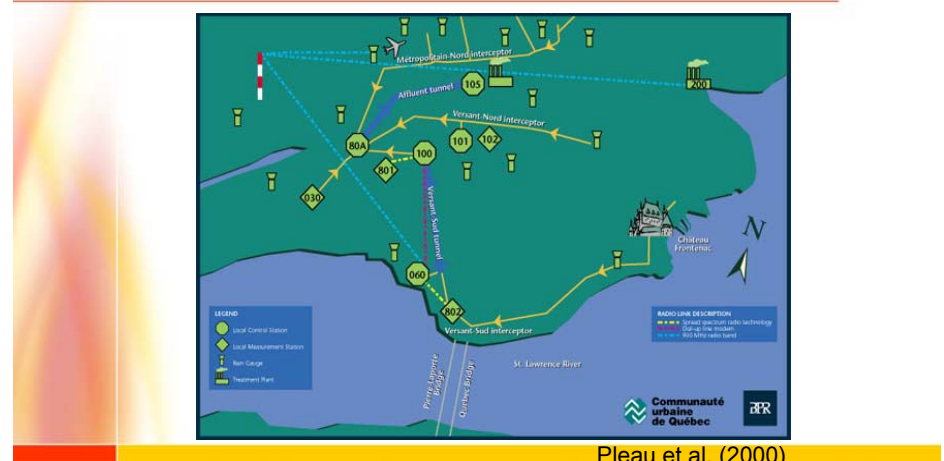 Métropolitain-Nord interceptor
Affluent tunnel
105
200
Versant-Nord interceptor
80A
100
101
102
801
030
Versant-Sud tunnel
N
Château
Frontenac
060
802
Versant-Sud interceptor
LEGEND
Local Control Station
Local Measurement Station
Rain Gauge
Treatment Plant
RADIO-LINK DESCRIPTION
Spread spectrum radio technology
Dial-up line modem
900 MHz radio band
Pierre-Laporte
Bridge
Québec Bridge
St. Lawrence River
Communauté
urbaine
de Québec
BPR
Pleau et al. (2000)